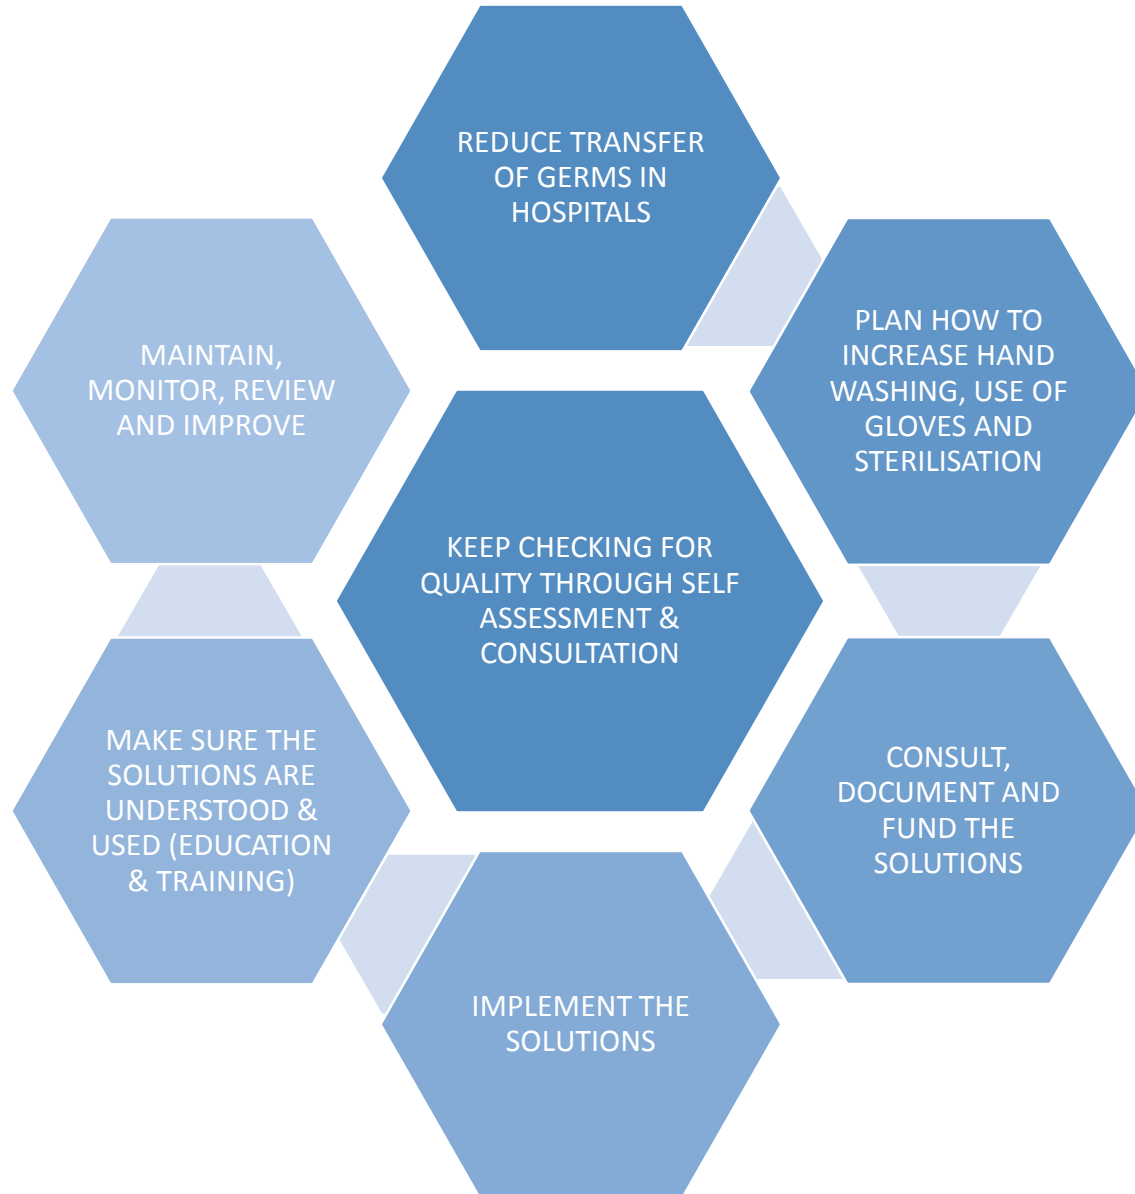 REDUCE TRANSFER
OF GERMS IN
HOSPITALS
PLAN HOW TO
INCREASE HAND
WASHING, USE OF
GLOVES AND
STERILISATION
CONSULT,
DOCUMENT AND
FUND THE
SOLUTIONS
IMPLEMENT THE
SOLUTIONS
MAKE SURE THE
SOLUTIONS ARE
UNDERSTOOD &
USED (EDUCATION
& TRAINING)
MAINTAIN,
MONITOR, REVIEW
AND IMPROVE
KEEP CHECKING FOR
QUALITY THROUGH SELF
ASSESSMENT &
CONSULTATION